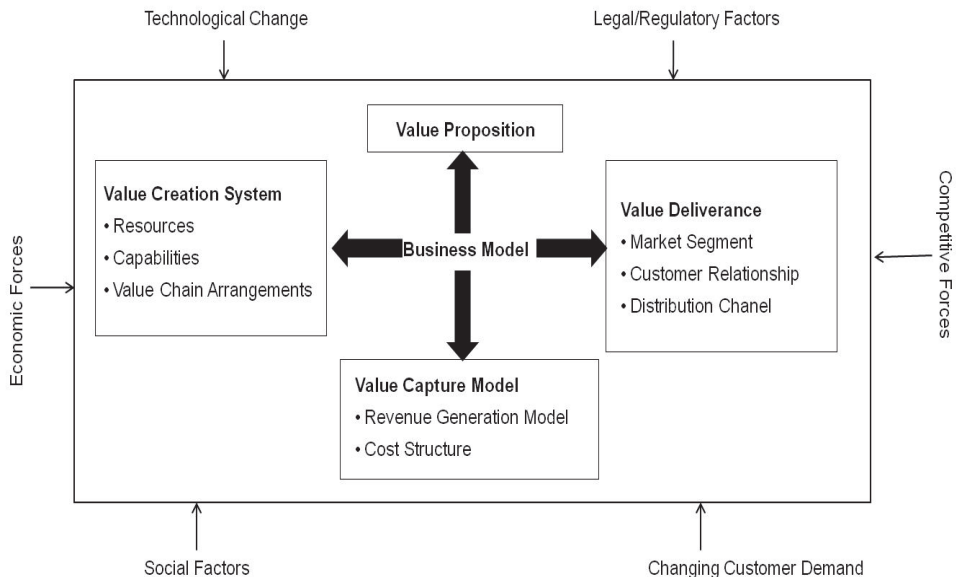 Technological Change
Legal/Regulatory Factors
Value Proposition
Value Creation System
• Resources
• Capabilities
• Value Chain Arrangements
Business Model
Value Deliverance
• Market Segment
• Customer Relationship
• Distribution Chanel
Economic Forces
Competitive Forces
Value Capture Model
• Revenue Generation Model
• Cost Structure
Social Factors
Changing Customer Demand